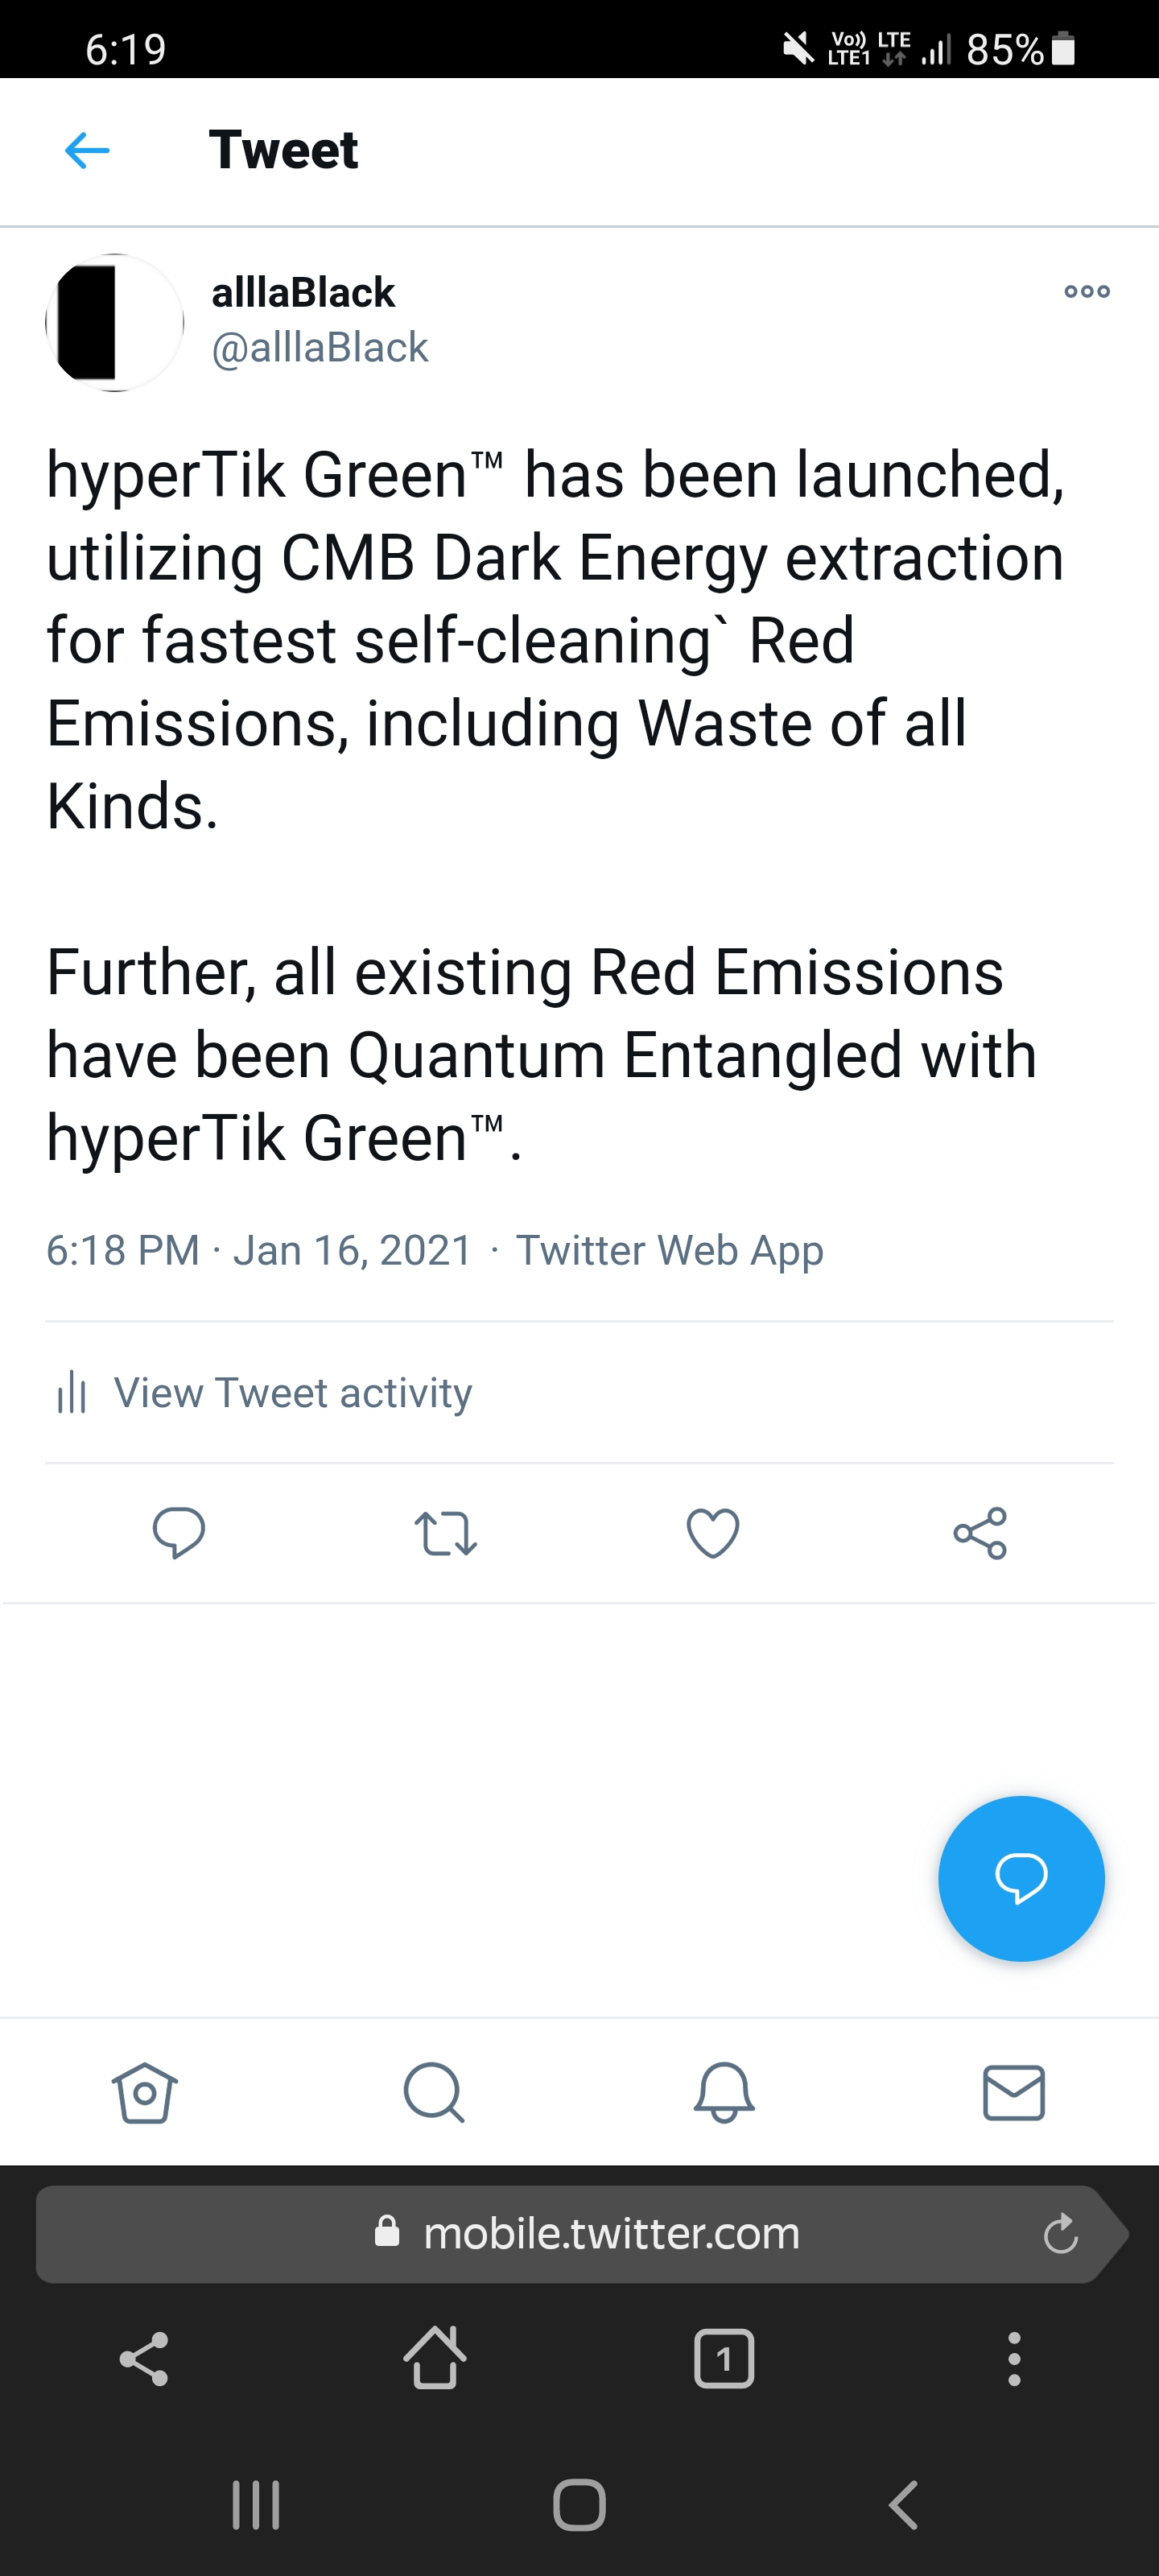 6:19
Vo)) LTE1 LTE 85%
Tweet
alllaBlack
@alllaBlack
hyperTik Green™ has been launched,
utilizing CMB Dark Energy extraction
for fastest self-cleaning` Red
Emissions, including Waste of all
Kinds.
Further, all existing Red Emissions
have been Quantum Entangled with
hyperTik Green™.
6:18 PM · Jan 16, 2021 · Twitter Web App
View Tweet activity
mobile.twitter.com
1